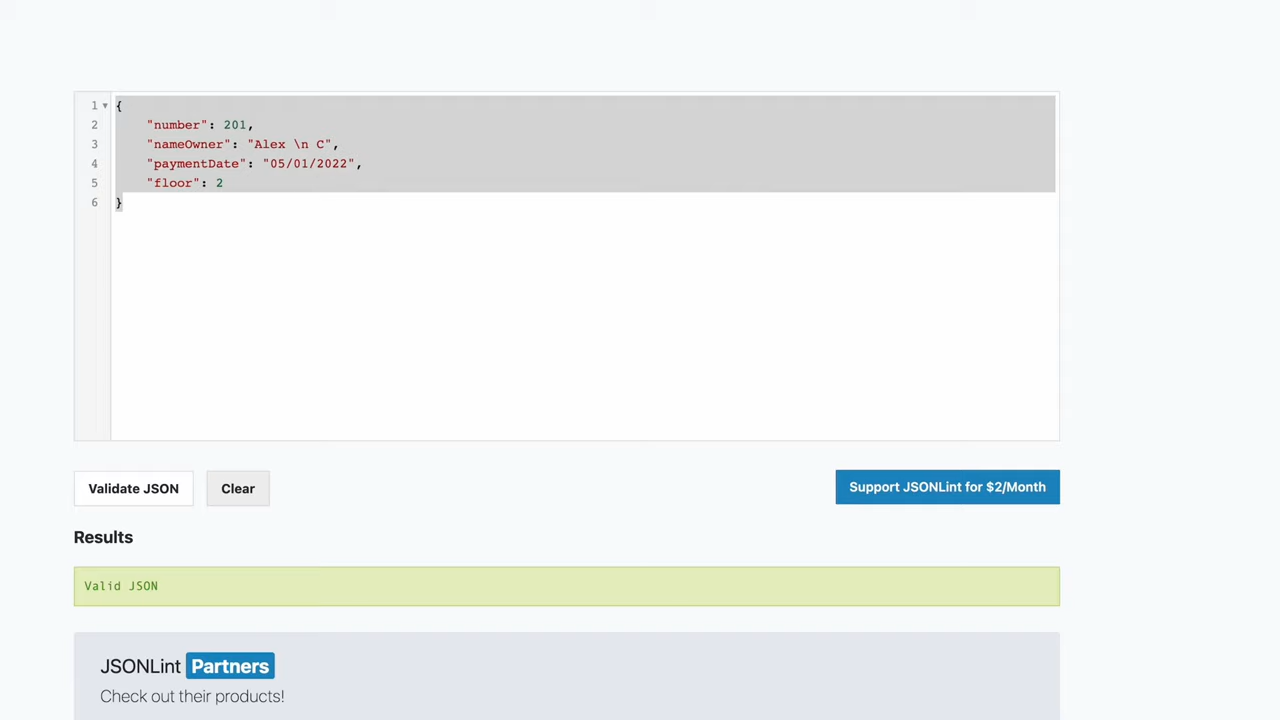 1 {
2 "number": 201,
3 "nameOwner": "Alex \n C",
4 "paymentDate": "05/01/2022",
5 "floor": 2
6 }
Validate JSON Clear Support JSONLint for $2/Month
Results
Valid JSON
JSONLint Partners
Check out their products!